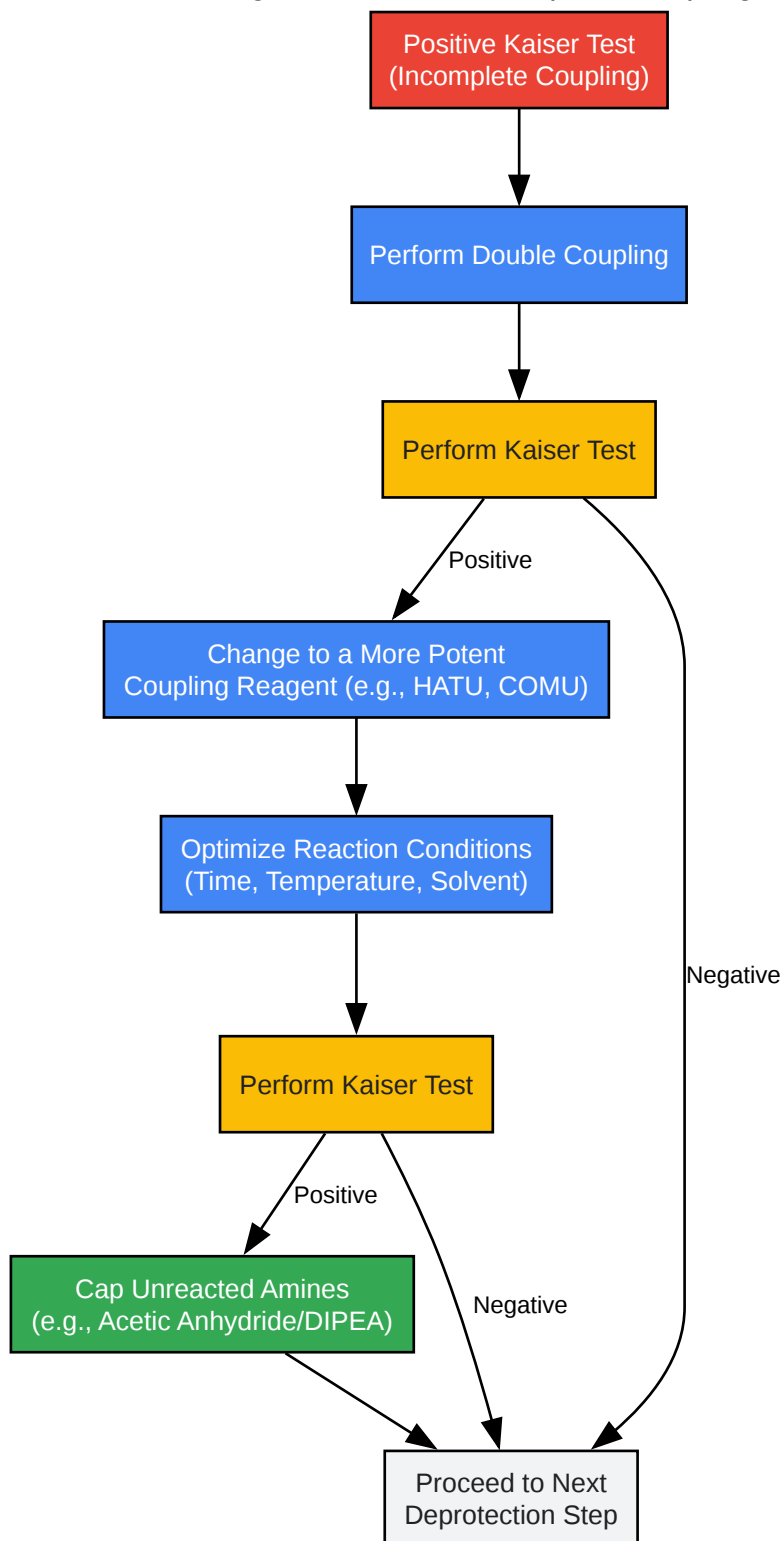 Positive Kaiser Test
(Incomplete Coupling)
Perform Double Coupling
Perform Kaiser Test
Positive
Change to a More Potent
Coupling Reagent (e.g., HATU, COMU)
Optimize Reaction Conditions
(Time, Temperature, Solvent)
Negative
Perform Kaiser Test
Positive
Cap Unreacted Amines
(e.g., Acetic Anhydride/DIPEA)
Negative
Proceed to Next
Deprotection Step